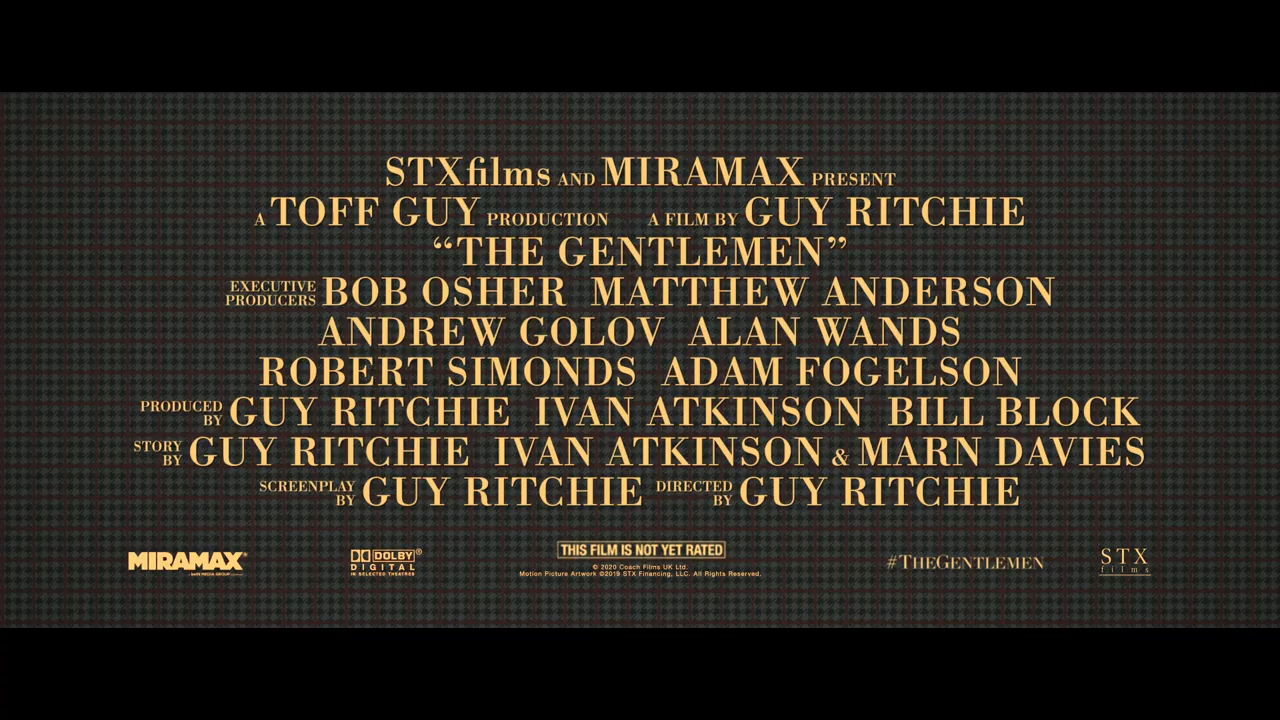 STXfilms AND MIRAMAX PRESENT
A TOFF GUY PRODUCTION A FILM BY GUY RITCHIE
“THE GENTLEMEN”
EXECUTIVE PRODUCERS BOB OSHER MATTHEW ANDERSON
ANDREW GOLOV ALAN WANDS
ROBERT SIMONDS ADAM FOGELSON
PRODUCED BY GUY RITCHIE IVAN ATKINSON BILL BLOCK
STORY BY GUY RITCHIE IVAN ATKINSON & MARN DAVIES
SCREENPLAY BY GUY RITCHIE DIRECTED BY GUY RITCHIE
MIRAMAX®
DOLBY®
DIGITAL
IN SELECTED THEATRES
THIS FILM IS NOT YET RATED
© 2020 Coach Films UK Ltd.
Motion Picture Artwork ©2019 STX Financing, LLC. All Rights Reserved.
#THEGENTLEMEN
STX
films